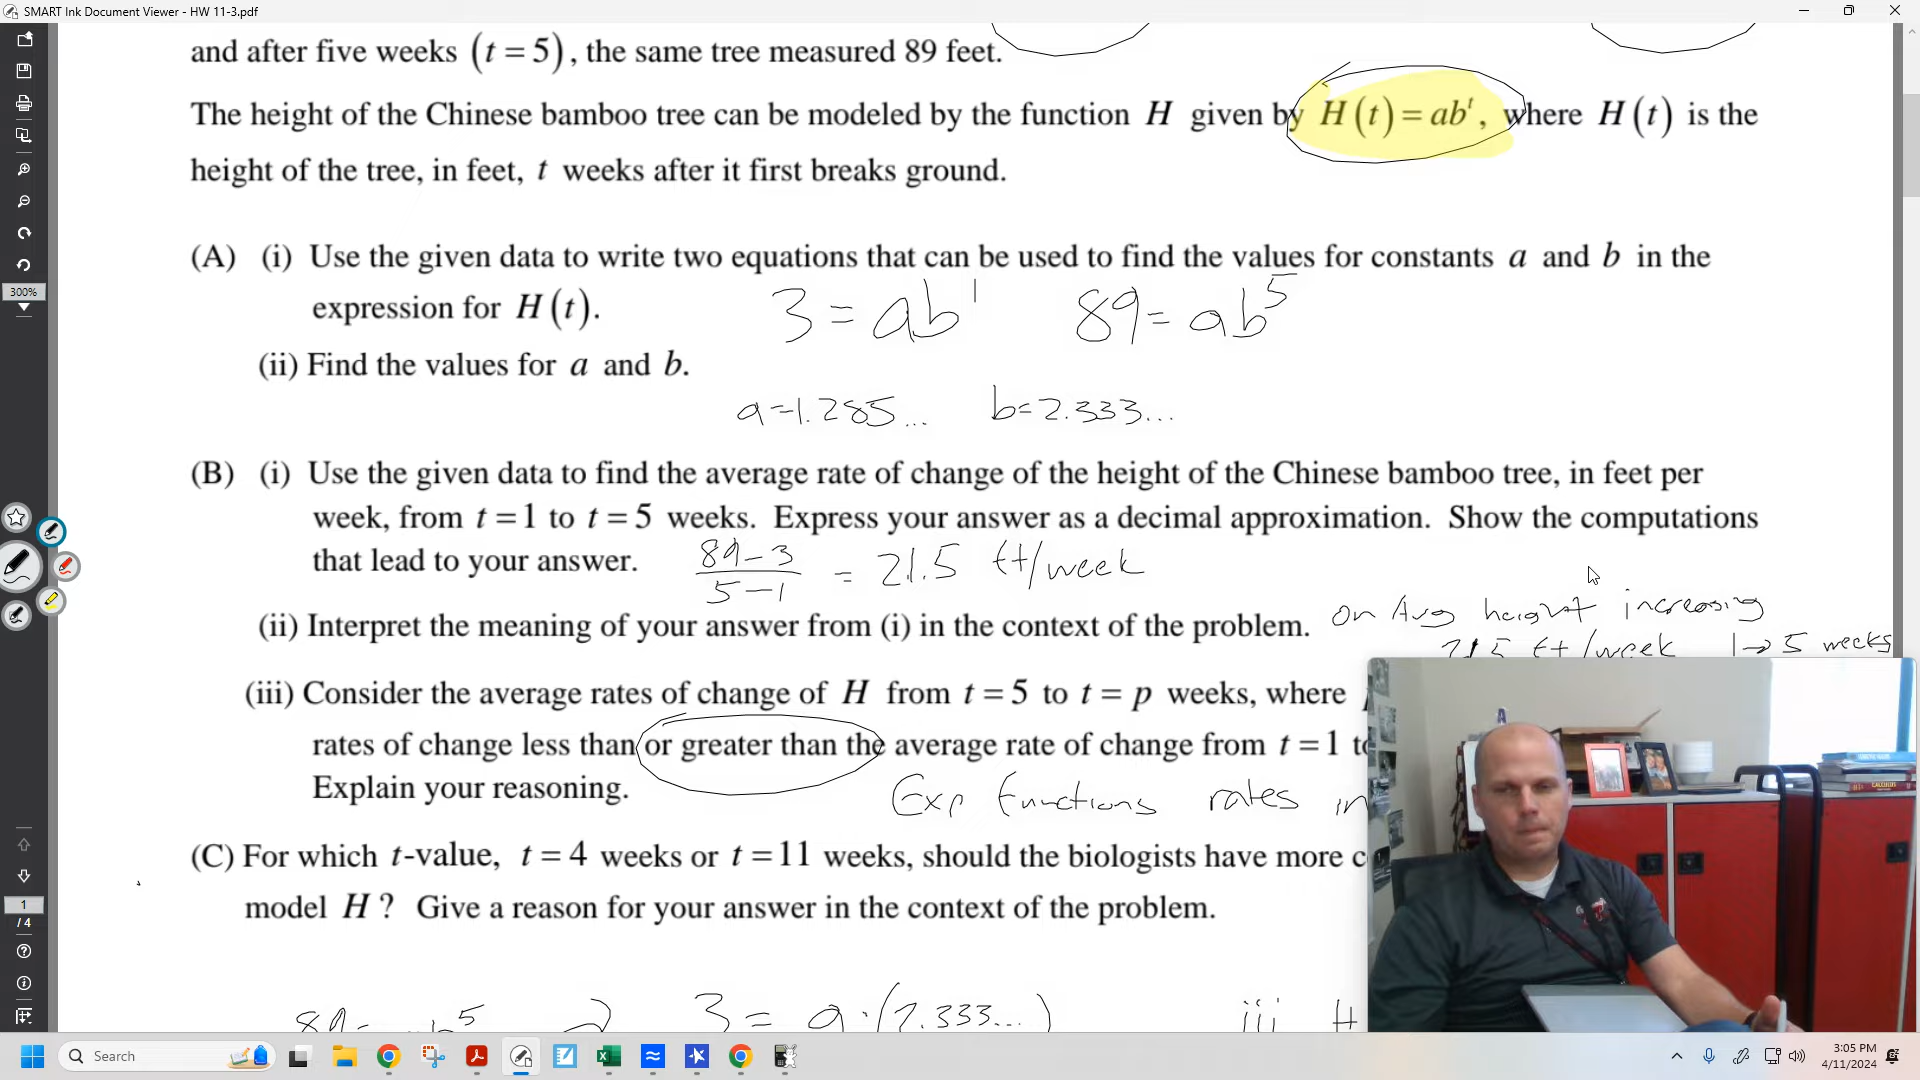 SMART Ink Document Viewer - HW 11-3.pdf
and after five weeks (t = 5), the same tree measured 89 feet.
The height of the Chinese bamboo tree can be modeled by the function H given by H(t) = abᵗ, where H(t) is the
height of the tree, in feet, t weeks after it first breaks ground.
(A) (i) Use the given data to write two equations that can be used to find the values for constants a and b in the
expression for H(t).
3 = ab¹ 89 = ab⁵
(ii) Find the values for a and b.
a=1.285... b=2.333...
(B) (i) Use the given data to find the average rate of change of the height of the Chinese bamboo tree, in feet per
week, from t = 1 to t = 5 weeks. Express your answer as a decimal approximation. Show the computations
that lead to your answer.
89-3
5-1
= 21.5 ft/week
(ii) Interpret the meaning of your answer from (i) in the context of the problem.
on Avg height increasing
21.5 ft/week 1→5 weeks
(iii) Consider the average rates of change of H from t = 5 to t = p weeks, where
rates of change less than or greater than the average rate of change from t = 1 to
Explain your reasoning.
Exp functions rates in
(C) For which t-value, t = 4 weeks or t = 11 weeks, should the biologists have more c
model H ? Give a reason for your answer in the context of the problem.
3 = a·(2.333...)
iii H
300%
1
/ 4
Search
3:05 PM
4/11/2024